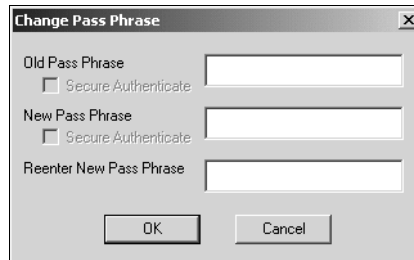 Change Pass Phrase
Old Pass Phrase
Secure Authenticate
New Pass Phrase
Secure Authenticate
Reenter New Pass Phrase
OK
Cancel